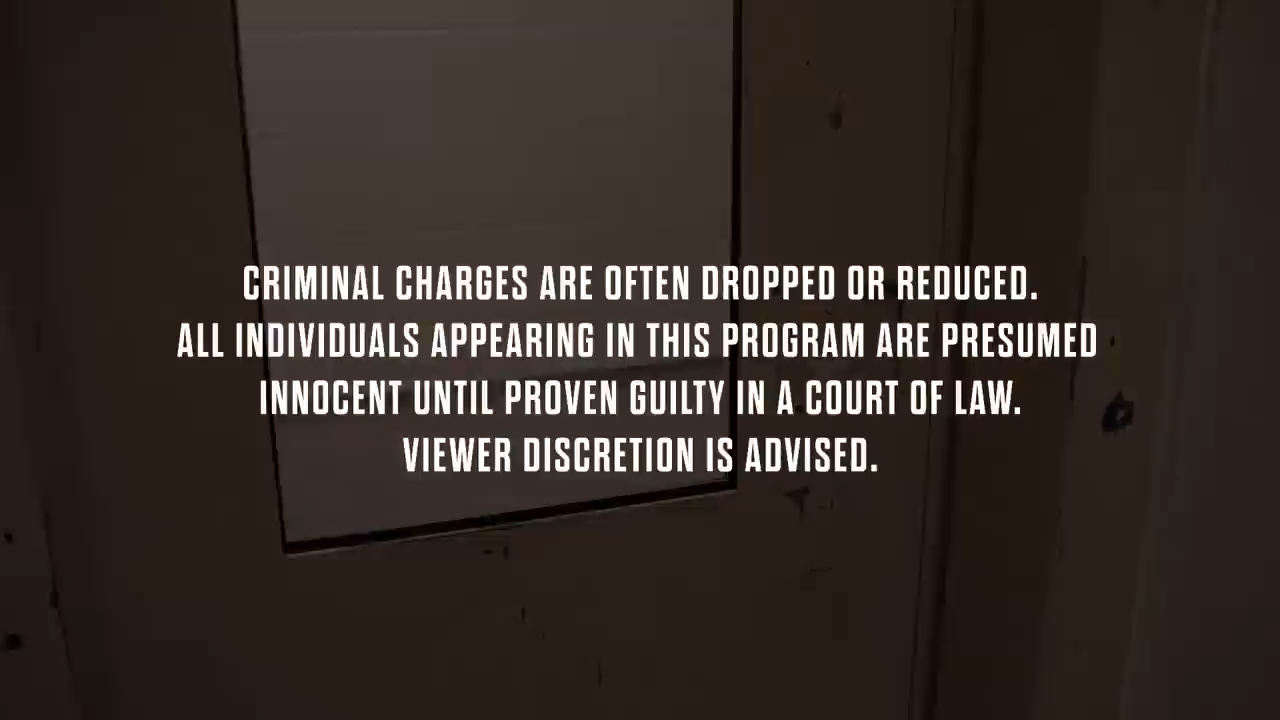 CRIMINAL CHARGES ARE OFTEN DROPPED OR REDUCED.
ALL INDIVIDUALS APPEARING IN THIS PROGRAM ARE PRESUMED
INNOCENT UNTIL PROVEN GUILTY IN A COURT OF LAW.
VIEWER DISCRETION IS ADVISED.